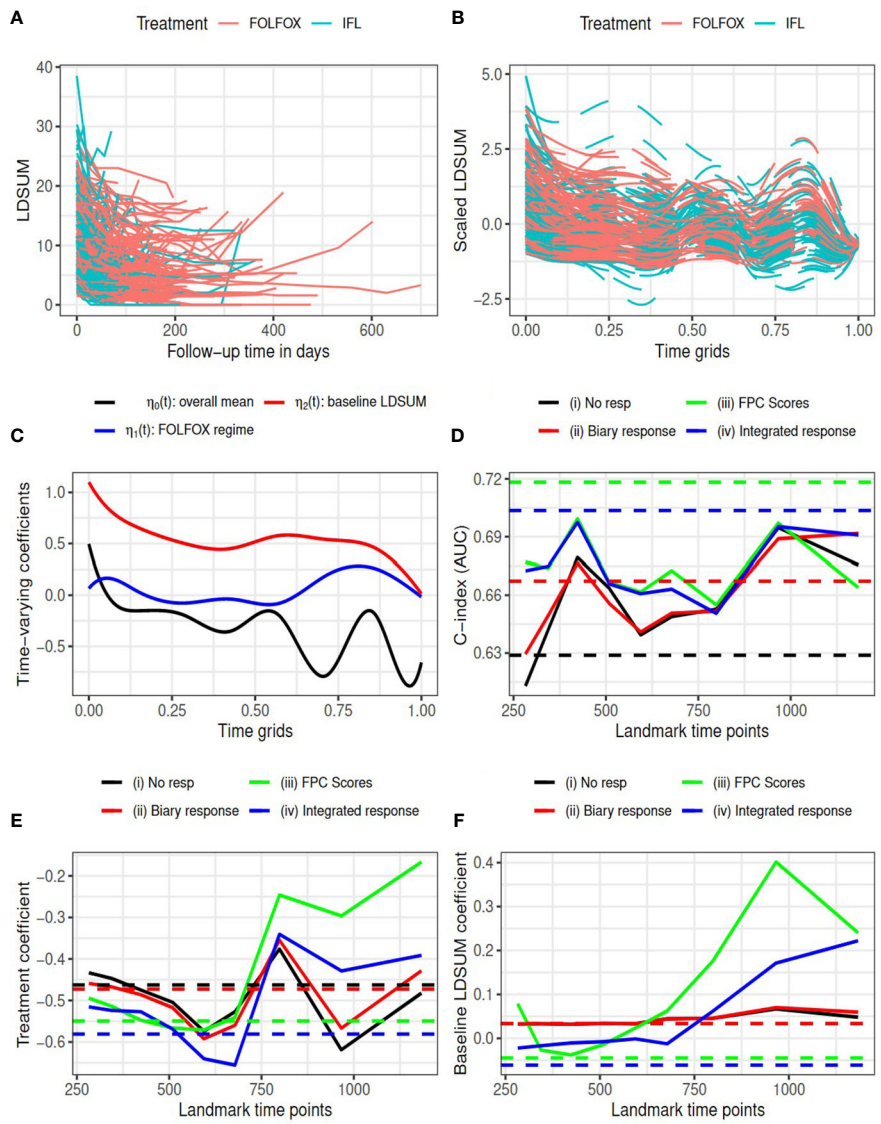 A
Treatment FOLFOX IFL
LDSUM
40
30
20
10
0
0 200 400 600
Follow-up time in days
B
Treatment FOLFOX IFL
Scaled LDSUM
5.0
2.5
0.0
−2.5
0.00 0.25 0.50 0.75 1.00
Time grids
η0(t): overall mean η2(t): baseline LDSUM
η1(t): FOLFOX regime
C
Time−varying coefficients
1.0
0.5
0.0
−0.5
0.00 0.25 0.50 0.75 1.00
Time grids
(i) No resp (iii) FPC Scores
(ii) Biary response (iv) Integrated response
D
C−index (AUC)
0.72
0.69
0.66
0.63
250 500 750 1000
Landmark time points
(i) No resp (iii) FPC Scores
(ii) Biary response (iv) Integrated response
E
Treatment coefficient
−0.2
−0.3
−0.4
−0.5
−0.6
250 500 750 1000
Landmark time points
(i) No resp (iii) FPC Scores
(ii) Biary response (iv) Integrated response
F
Baseline LDSUM coefficient
0.4
0.3
0.2
0.1
0.0
250 500 750 1000
Landmark time points